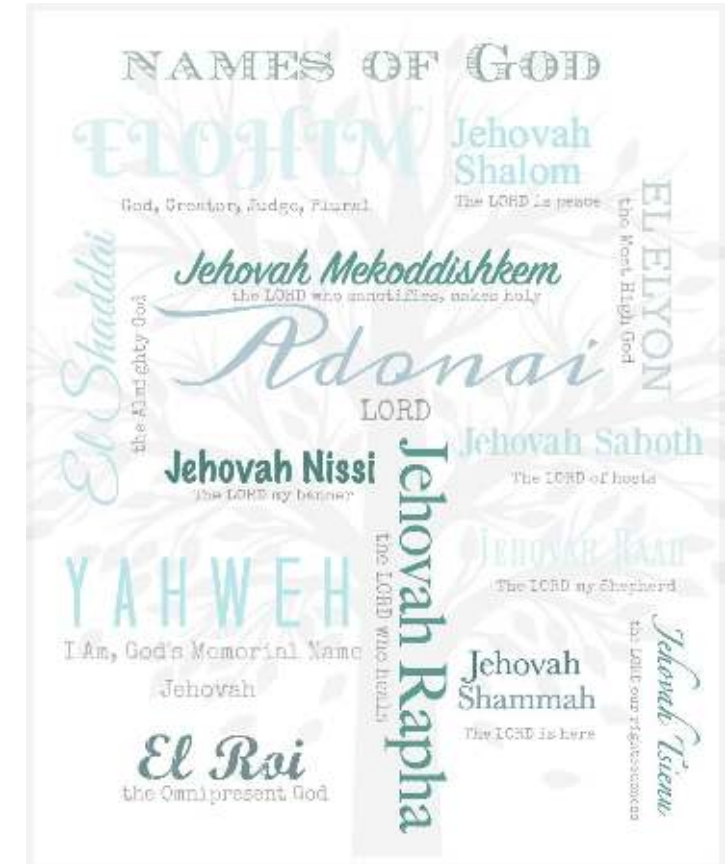 NAMES OF GOD
ELOHIM
God, Creator, Judge, Plural
Jehovah
Shalom
The LORD is peace
EL ELYON
the Most High God
El Shaddai
the Almighty God
Jehovah Mekoddishkem
the LORD who sanctifies, makes holy
Adonai
LORD
Jehovah Nissi
The LORD my banner
Jehovah Rapha
the LORD who heals
Jehovah Saboth
The LORD of hosts
JEHOVAH RAAH
The LORD my Shepherd
YAHWEH
I Am, God's Memorial Name
Jehovah
Jehovah
Shammah
The LORD is here
Jehovah Tsienu
the LORD our righteousness
El Roi
the Omnipresent God